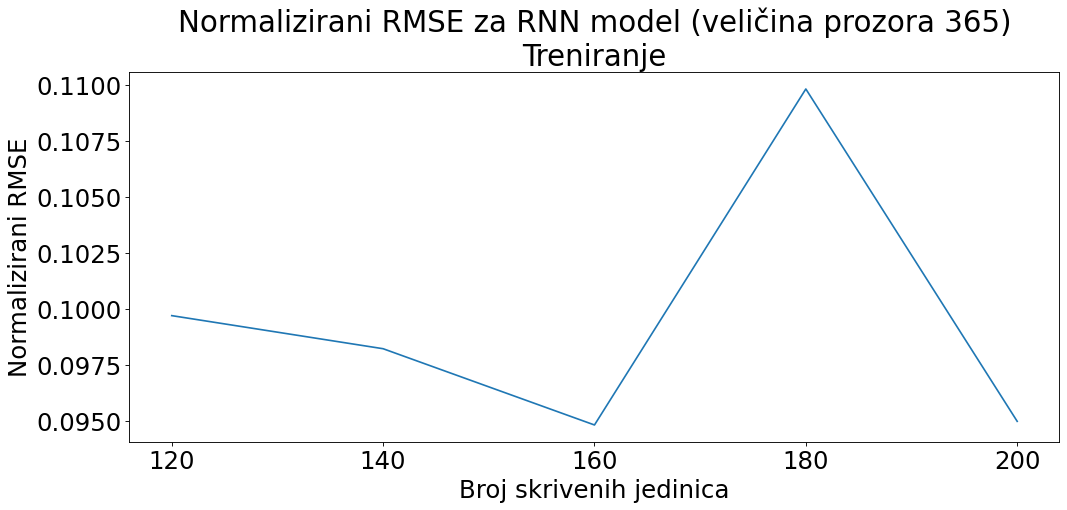 Normalizirani RMSE za RNN model (veličina prozora 365)
Treniranje
0.1100
0.1075
0.1050
0.1025
0.1000
0.0975
0.0950
Normalizirani RMSE
120 140 160 180 200
Broj skrivenih jedinica